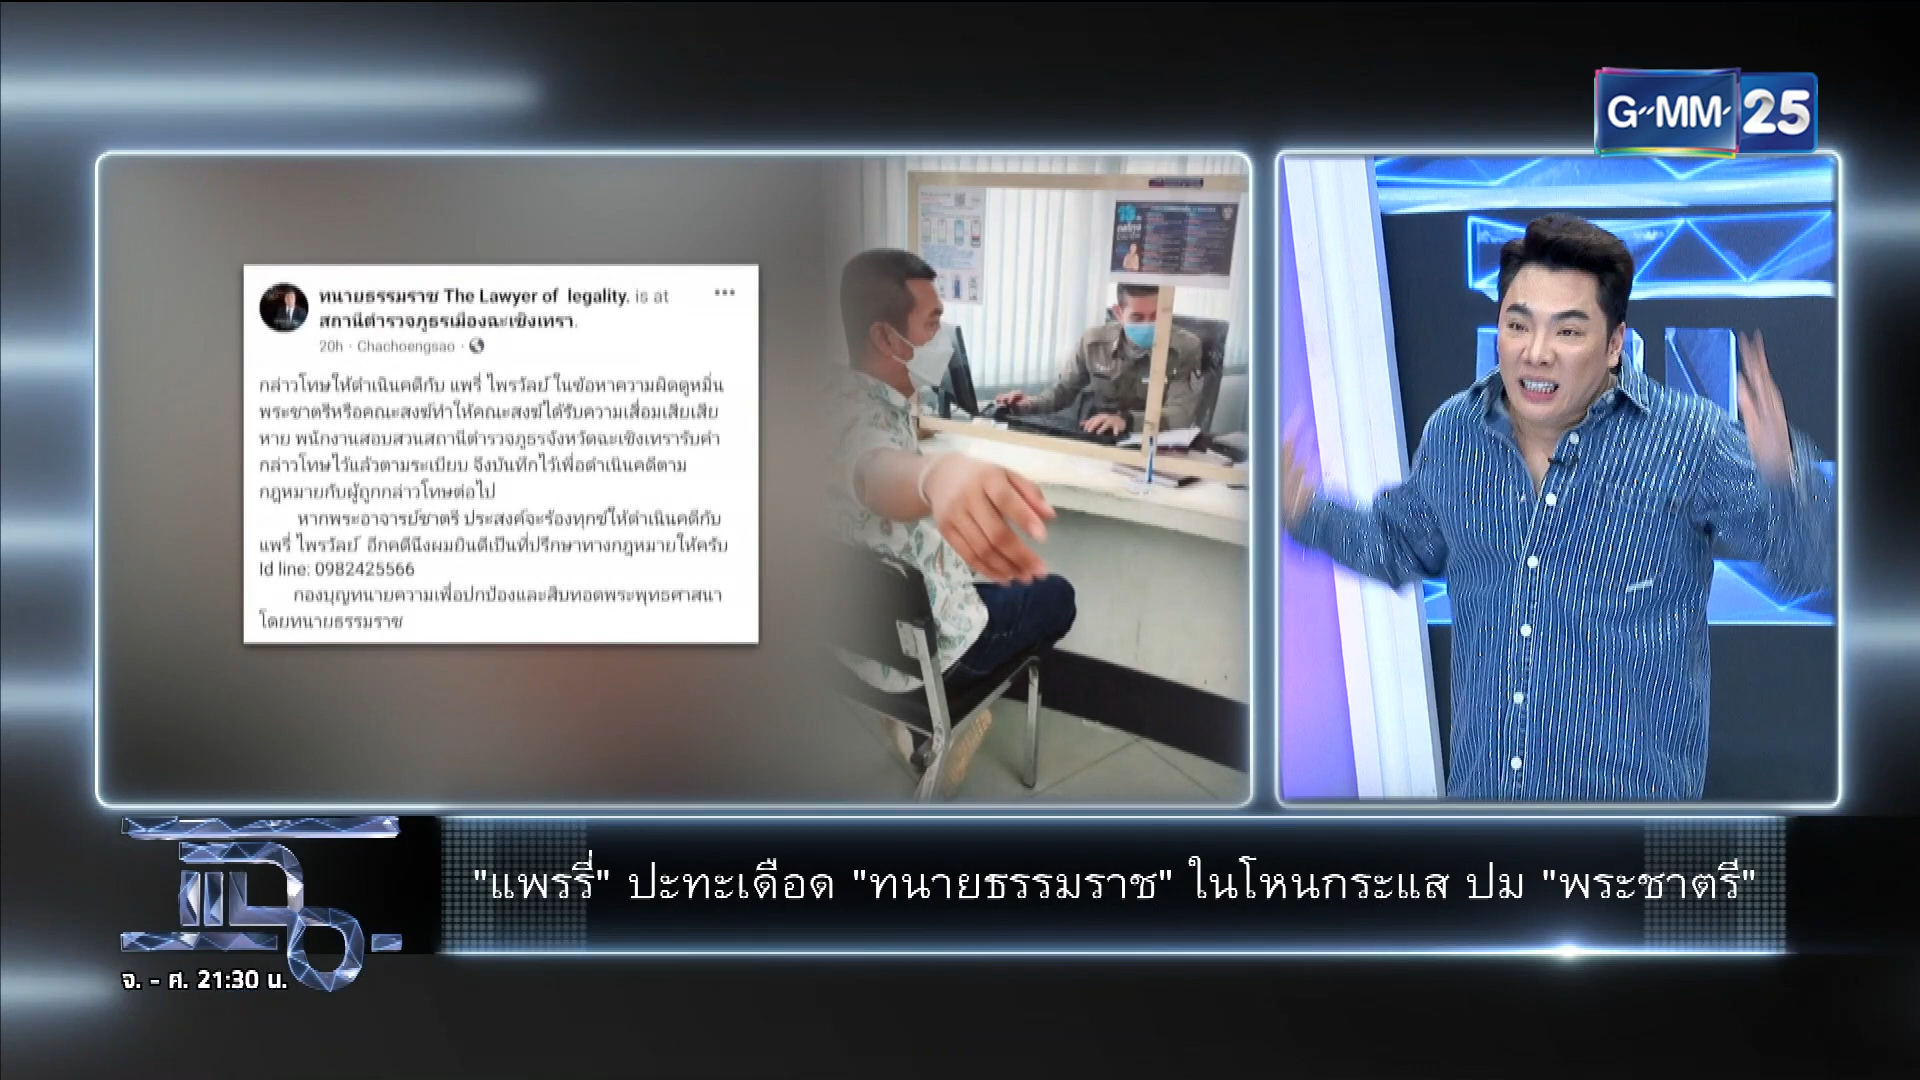 G"MM' 25
ทนายธรรมราช The Lawyer of legality. is at
สถานีตำรวจภูธรเมืองฉะเชิงเทรา.
20h · Chachoengsao ·
กล่าวโทษให้ดำเนินคดีกับ แพรี่ ไพรวัลย์ ในข้อหาความผิดดูหมิ่น
พระชาตรีหรือคณะสงฆ์ทำให้คณะสงฆ์ได้รับความเสื่อมเสียเสีย
หาย พนักงานสอบสวนสถานีตำรวจภูธรจังหวัดฉะเชิงเทรารับคำ
กล่าวโทษไว้แล้วตามระเบียบ จึงบันทึกไว้เพื่อดำเนินคดีตาม
กฎหมายกับผู้ถูกกล่าวโทษต่อไป
หากพระอาจารย์ชาตรี ประสงค์จะร้องทุกข์ให้ดำเนินคดีกับ
แพรี่ ไพรวัลย์ อีกคดีนึงผมยินดีเป็นที่ปรึกษาทางกฎหมายให้ครับ
Id line: 0982425566
กองบุญทนายความเพื่อปกป้องและสืบทอดพระพุทธศาสนา
โดยทนายธรรมราช
"แพรรี่" ปะทะเดือด "ทนายธรรมราช" ในโหนกระแส ปม "พระชาตรี"
แฉ
จ. - ศ. 21:30 น.